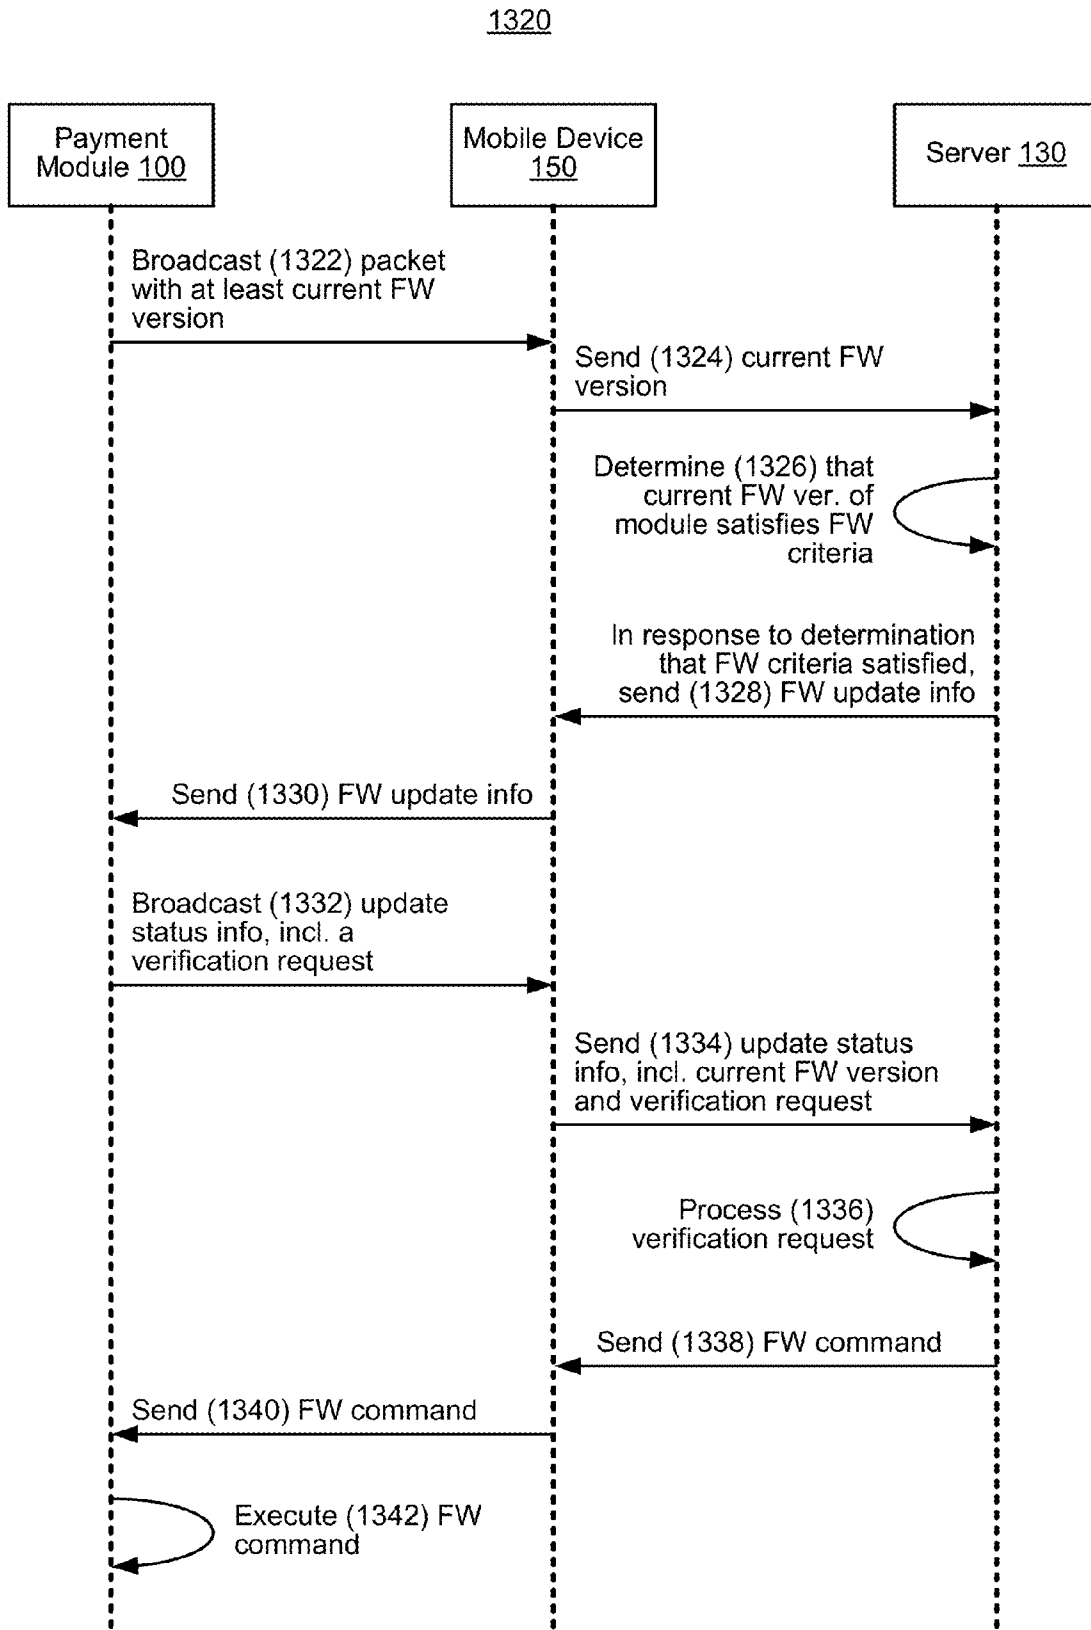 1320
Payment
Module 100
Mobile Device
150
Server 130
Broadcast (1322) packet
with at least current FW
version
Send (1324) current FW
version
Determine (1326) that
current FW ver. of
module satisfies FW
criteria
In response to determination
that FW criteria satisfied,
send (1328) FW update info
Send (1330) FW update info
Broadcast (1332) update
status info, incl. a
verification request
Send (1334) update status
info, incl. current FW version
and verification request
Process (1336)
verification request
Send (1338) FW command
Send (1340) FW command
Execute (1342) FW
command